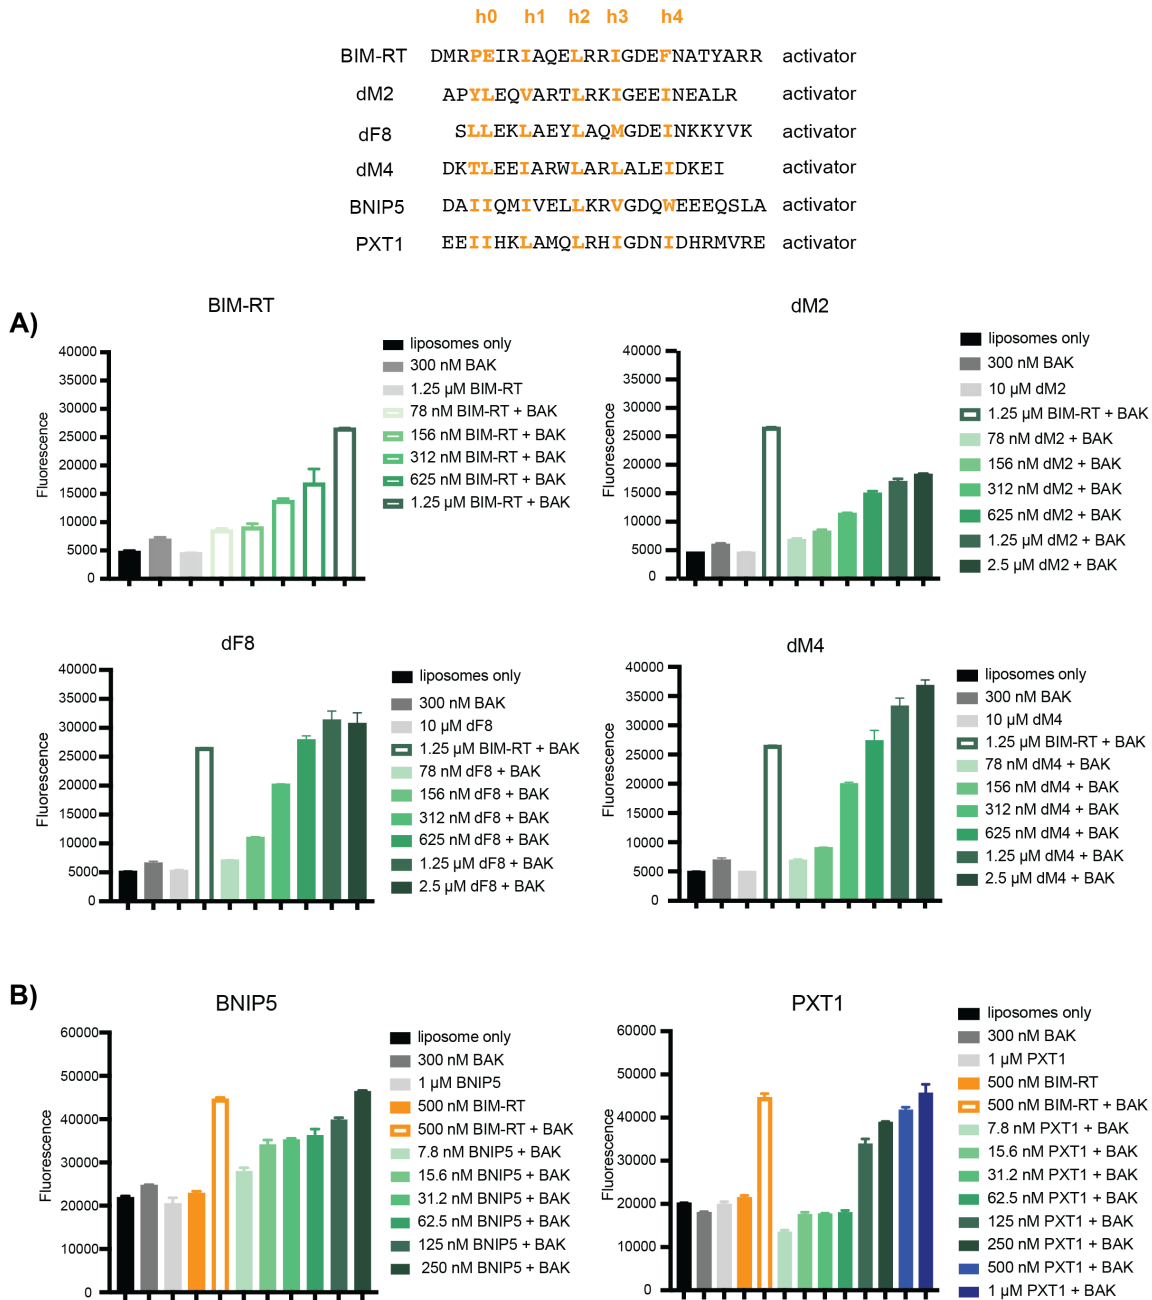 h0 h1 h2 h3 h4
BIM-RT DMRPEIRIAQELRRIGDEFNATYARR activator
dM2 APYLEQVARTLRKIGEEINEALR activator
dF8 SLLEKLAEYLAQMGDEINKKYVK activator
dM4 DKTLEEIARWLARLALEIDKEI activator
BNIP5 DAIIQMIVELLKRVGDQWEEEQSLA activator
PXT1 EEIIHKLAMQLRHIGDNIDHRMVRE activator
A)
BIM-RT
Fluorescence
40000
35000
30000
25000
20000
15000
10000
5000
0
liposomes only
300 nM BAK
1.25 µM BIM-RT
78 nM BIM-RT + BAK
156 nM BIM-RT + BAK
312 nM BIM-RT + BAK
625 nM BIM-RT + BAK
1.25 µM BIM-RT + BAK
dM2
Fluorescence
40000
35000
30000
25000
20000
15000
10000
5000
0
liposomes only
300 nM BAK
10 µM dM2
1.25 µM BIM-RT + BAK
78 nM dM2 + BAK
156 nM dM2 + BAK
312 nM dM2 + BAK
625 nM dM2 + BAK
1.25 µM dM2 + BAK
2.5 µM dM2 + BAK
dF8
Fluorescence
40000
35000
30000
25000
20000
15000
10000
5000
0
liposomes only
300 nM BAK
10 µM dF8
1.25 µM BIM-RT + BAK
78 nM dF8 + BAK
156 nM dF8 + BAK
312 nM dF8 + BAK
625 nM dF8 + BAK
1.25 µM dF8 + BAK
2.5 µM dF8 + BAK
dM4
Fluorescence
40000
35000
30000
25000
20000
15000
10000
5000
0
liposomes only
300 nM BAK
10 µM dM4
1.25 µM BIM-RT + BAK
78 nM dM4 + BAK
156 nM dM4 + BAK
312 nM dM4 + BAK
625 nM dM4 + BAK
1.25 µM dM4 + BAK
2.5 µM dM4 + BAK
B)
BNIP5
Fluorescence
60000
50000
40000
30000
20000
10000
0
liposome only
300 nM BAK
1 µM BNIP5
500 nM BIM-RT
500 nM BIM-RT + BAK
7.8 nM BNIP5 + BAK
15.6 nM BNIP5 + BAK
31.2 nM BNIP5 + BAK
62.5 nM BNIP5 + BAK
125 nM BNIP5 + BAK
250 nM BNIP5 + BAK
PXT1
Fluorescence
60000
50000
40000
30000
20000
10000
0
liposomes only
300 nM BAK
1 µM PXT1
500 nM BIM-RT
500 nM BIM-RT + BAK
7.8 nM PXT1 + BAK
15.6 nM PXT1 + BAK
31.2 nM PXT1 + BAK
62.5 nM PXT1 + BAK
125 nM PXT1 + BAK
250 nM PXT1 + BAK
500 nM PXT1 + BAK
1 µM PXT1 + BAK